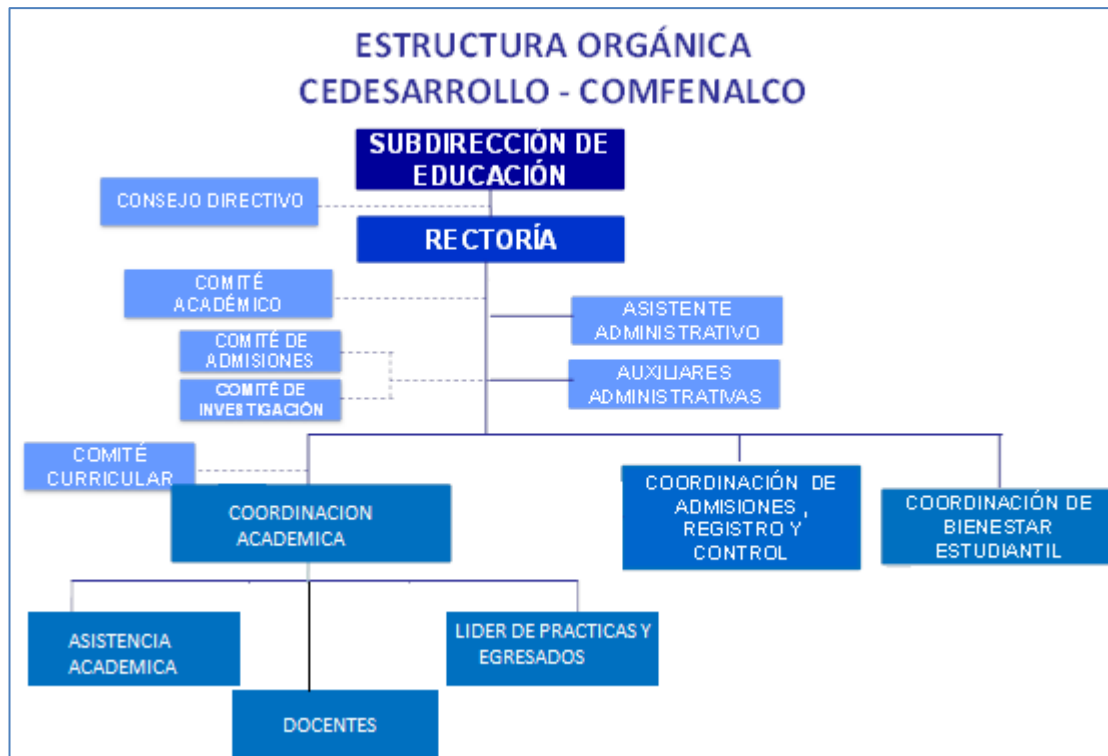 ESTRUCTURA ORGÁNICA
CEDESARROLLO - COMFENALCO
SUBDIRECCIÓN DE
EDUCACIÓN
CONSEJO DIRECTIVO
RECTORÍA
COMITÉ
ACADÉMICO
ASISTENTE
ADMINISTRATIVO
COMITÉ DE
ADMISIONES
COMITÉ DE
INVESTIGACIÓN
AUXILIARES
ADMINISTRATIVAS
COMITÉ
CURRICULAR
COORDINACION
ACADEMICA
COORDINACIÓN DE
ADMISIONES ,
REGISTRO Y
CONTROL
COORDINACIÓN DE
BIENESTAR
ESTUDIANTIL
ASISTENCIA
ACADEMICA
LIDER DE PRACTICAS Y
EGRESADOS
DOCENTES